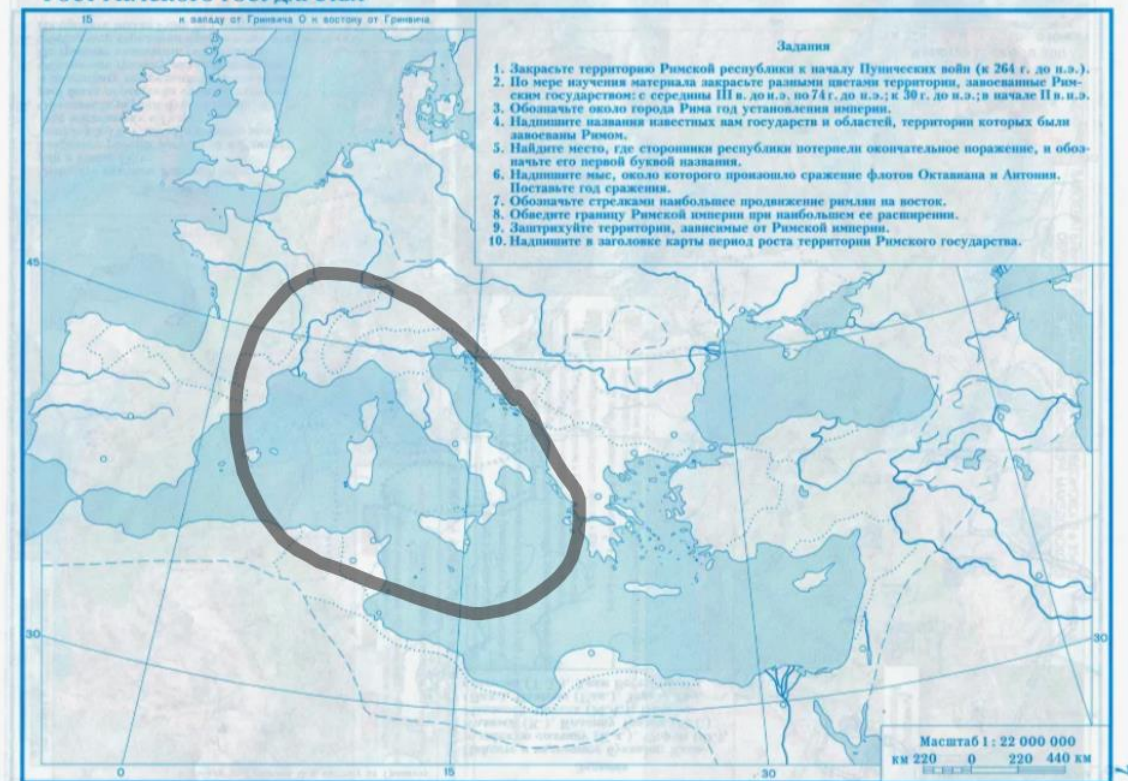 15
к западу от Гринвича 0 к востоку от Гринвича
Задания
1. Закрасьте территорию Римской республики к началу Пунических войн (к 264 г. до н.э.).
2. По мере изучения материала закрасьте разными цветами территории, завоеванные Рим-
ским государством: с середины III в. до н.э. по 74 г. до н.э.; к 30 г. до н.э.; в начале II в. н.э.
3. Обозначьте около города Рима год установления империи.
4. Надпишите названия известных вам государств и областей, территории которых были
завоеваны Римом.
5. Найдите место, где сторонники республики потерпели окончательное поражение, и обоз-
начьте его первой буквой названия.
6. Надпишите мыс, около которого произошло сражение флотов Октавиана и Антония.
Поставьте год сражения.
7. Обозначьте стрелками наибольшее продвижение римлян на восток.
8. Обведите границу Римской империи при наибольшем ее расширении.
9. Заштрихуйте территории, зависимые от Римской империи.
10. Надпишите в заголовке карты период роста территории Римского государства.
45
45
30
30
Масштаб 1 : 22 000 000
км 220 0 220 440 км
0
15
30